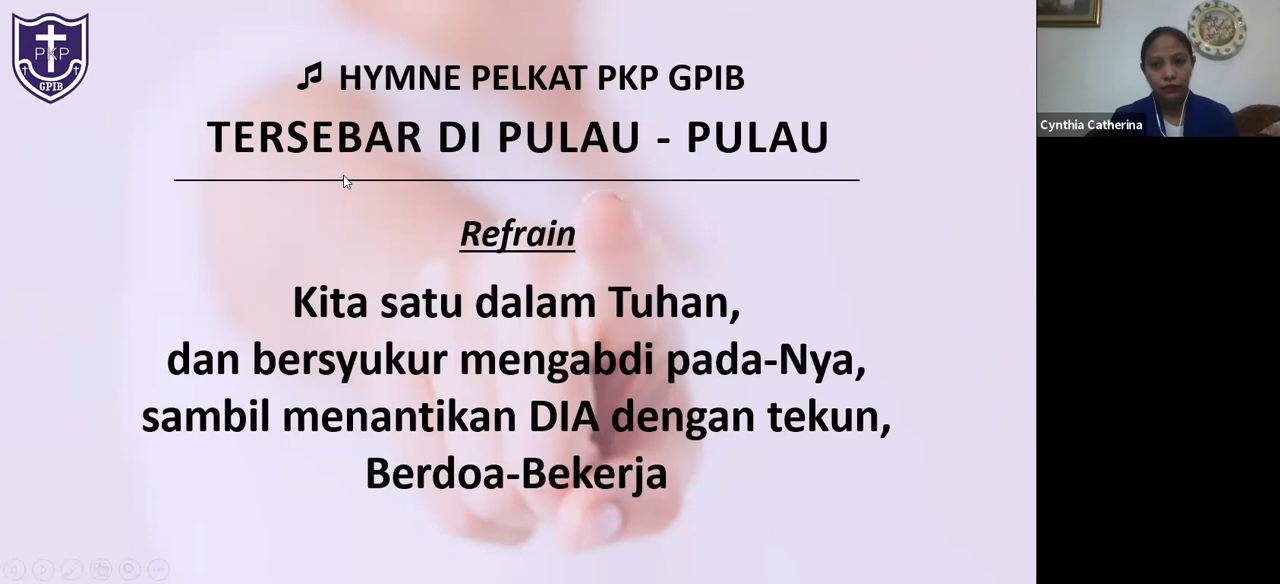 PKP
GPIB
HYMNE PELKAT PKP GPIB
TERSEBAR DI PULAU - PULAU
Refrain
Kita satu dalam Tuhan,
dan bersyukur mengabdi pada-Nya,
sambil menantikan DIA dengan tekun,
Berdoa-Bekerja
Cynthia Catherina